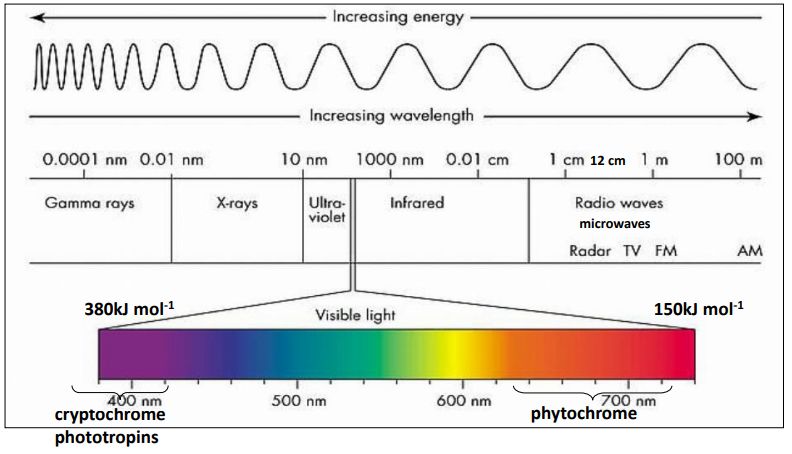 Increasing energy
Increasing wavelength
0.0001 nm 0.01 nm 10 nm 1000 nm 0.01 cm 1 cm 12 cm 1 m 100 m
Gamma rays X-rays Ultra-violet Infrared Radio waves
microwaves
Radar TV FM AM
380kJ mol-1 150kJ mol-1
Visible light
400 nm 500 nm 600 nm 700 nm
cryptochrome phytochrome
phototropins